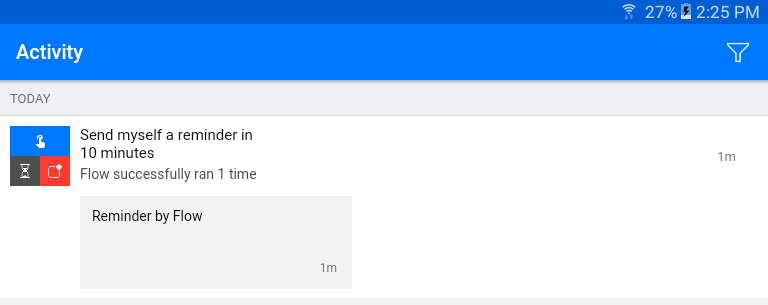 27% 2:25 PM
Activity
TODAY
Send myself a reminder in
10 minutes
Flow successfully ran 1 time
1m
Reminder by Flow
1m